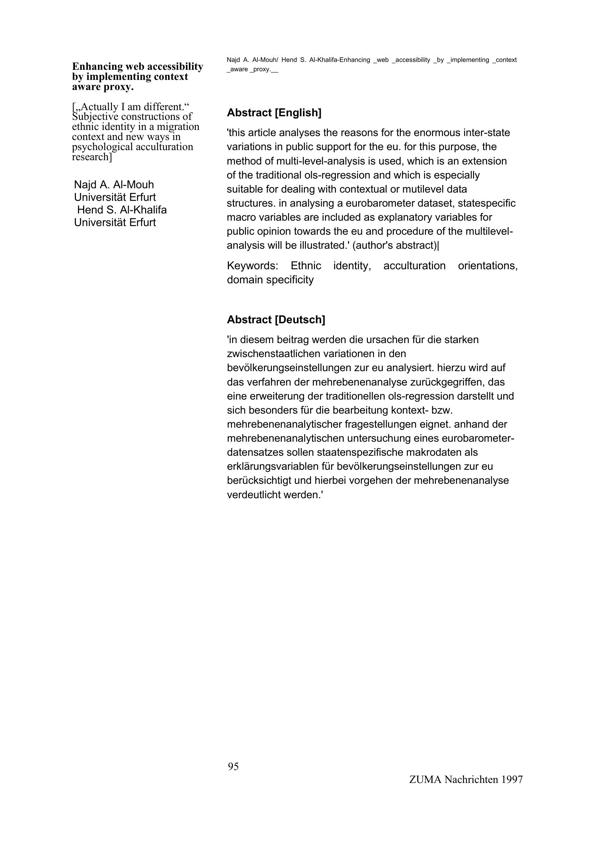 Enhancing web accessibility
by implementing context
aware proxy.
[„Actually I am different.“
Subjective constructions of
ethnic identity in a migration
context and new ways in
psychological acculturation
research]
Najd A. Al-Mouh
Universität Erfurt
Hend S. Al-Khalifa
Universität Erfurt
Najd A. Al-Mouh/ Hend S. Al-Khalifa-Enhancing _web _accessibility _by _implementing _context
_aware _proxy.__
Abstract [English]
'this article analyses the reasons for the enormous inter-state
variations in public support for the eu. for this purpose, the
method of multi-level-analysis is used, which is an extension
of the traditional ols-regression and which is especially
suitable for dealing with contextual or mutilevel data
structures. in analysing a eurobarometer dataset, statespecific
macro variables are included as explanatory variables for
public opinion towards the eu and procedure of the multilevel-
analysis will be illustrated.' (author's abstract)|
Keywords: Ethnic identity, acculturation orientations,
domain specificity
Abstract [Deutsch]
'in diesem beitrag werden die ursachen für die starken
zwischenstaatlichen variationen in den
bevölkerungseinstellungen zur eu analysiert. hierzu wird auf
das verfahren der mehrebenenanalyse zurückgegriffen, das
eine erweiterung der traditionellen ols-regression darstellt und
sich besonders für die bearbeitung kontext- bzw.
mehrebenenanalytischer fragestellungen eignet. anhand der
mehrebenenanalytischen untersuchung eines eurobarometer-
datensatzes sollen staatenspezifische makrodaten als
erklärungsvariablen für bevölkerungseinstellungen zur eu
berücksichtigt und hierbei vorgehen der mehrebenenanalyse
verdeutlicht werden.'
95
ZUMA Nachrichten 1997